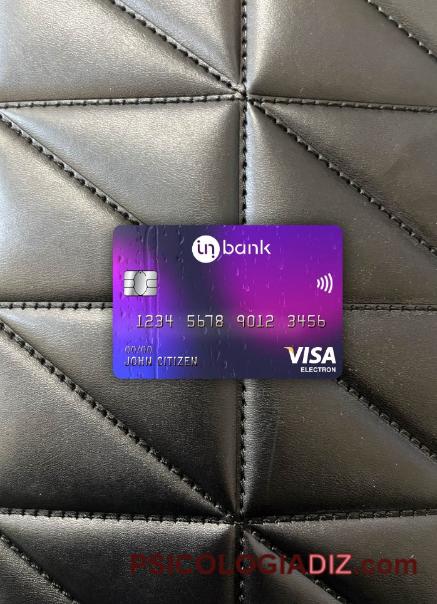 inbank
1234 5678 9012 3456
00/00
JOHN CITIZEN
VISA
ELECTRON
PSICOLOGIADIZ.com